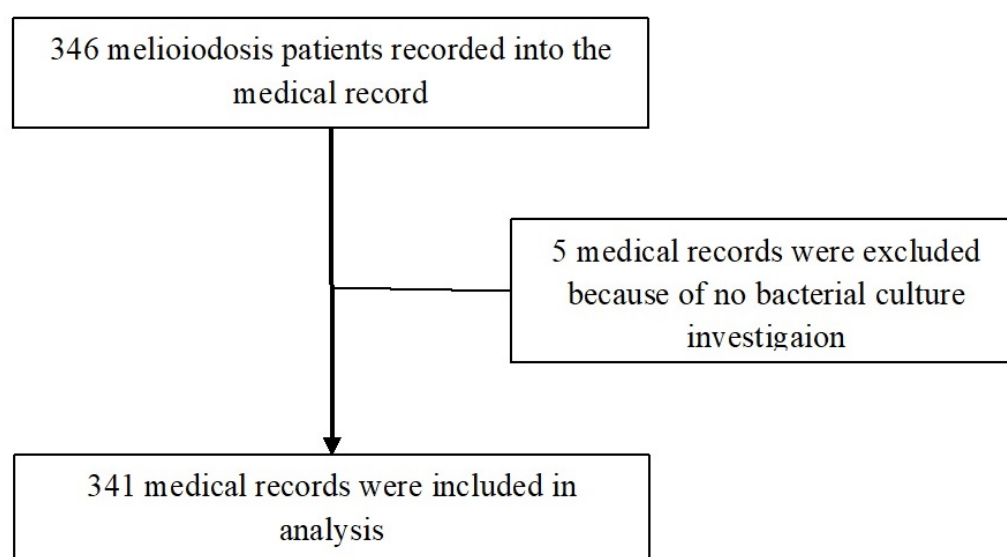 346 melioiodosis patients recorded into the
medical record
5 medical records were excluded
because of no bacterial culture
investigaion
341 medical records were included in
analysis